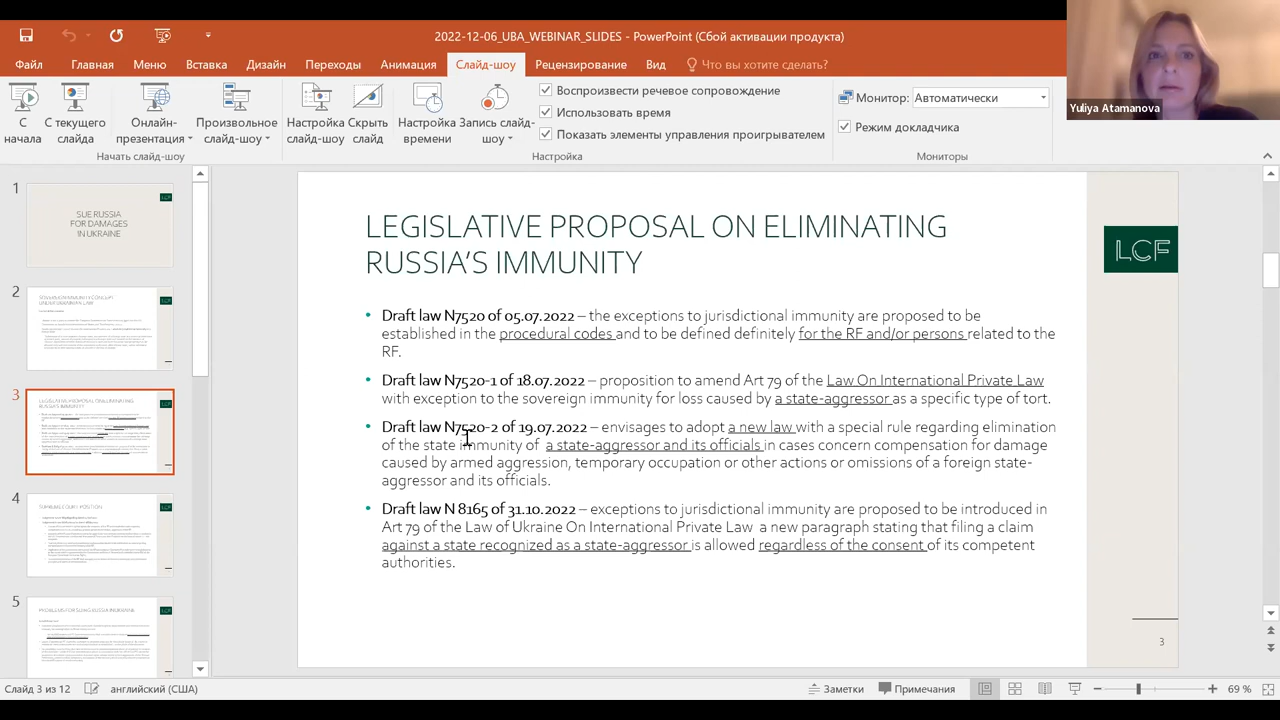 2022-12-06_UBA_WEBINAR_SLIDES - PowerPoint (Сбой активации продукта)
Файл Главная Меню Вставка Дизайн Переходы Анимация Слайд-шоу Рецензирование Вид Что вы хотите сделать?
Yuliya Atamanova
С начала
С текущего слайда
Онлайн-презентация
Произвольное слайд-шоу
Начать слайд-шоу
Настройка слайд-шоу
Скрыть слайд
Настройка времени
Запись слайд-шоу
Воспроизвести речевое сопровождение
Использовать время
Показать элементы управления проигрывателем
Настройка
Монитор: Автоматически
Режим докладчика
Мониторы
1
SUE RUSSIA
FOR DAMAGES
IN UKRAINE
2
3
4
SUPREME COURT POSITION
5
LEGISLATIVE PROPOSAL ON ELIMINATING
RUSSIA'S IMMUNITY
LCF
• Draft law N7520 of 05.07.2022 – the exceptions to jurisdictional immunity are proposed to be
established in the procedural codes and to be defined definitely for the RF and/or persons related to the
RF.
• Draft law N7520-1 of 18.07.2022 – proposition to amend Art 79 of the Law On International Private Law
with exception to the sovereign immunity for loss caused by a state-aggressor as a specific type of tort.
• Draft law N7520-2 of 19.07.2022 – envisages to adopt a new law with a special rule regarding elimination
of the state immunity of a state-aggressor and its officials in cases concern compensation for damage
caused by armed aggression, temporary occupation or other actions or omissions of a foreign state-
aggressor and its officials.
• Draft law N 8165 of 31.10.2022 – exceptions to jurisdictional immunity are proposed to be introduced in
Art 79 of the Law of Ukraine On International Private Law – a new paragraph stating that filing a claim
against a state recognized as a state-aggressor is allowed regardless of the consent of its competent
authorities.
3
Слайд 3 из 12 английский (США) Заметки Примечания 69 %